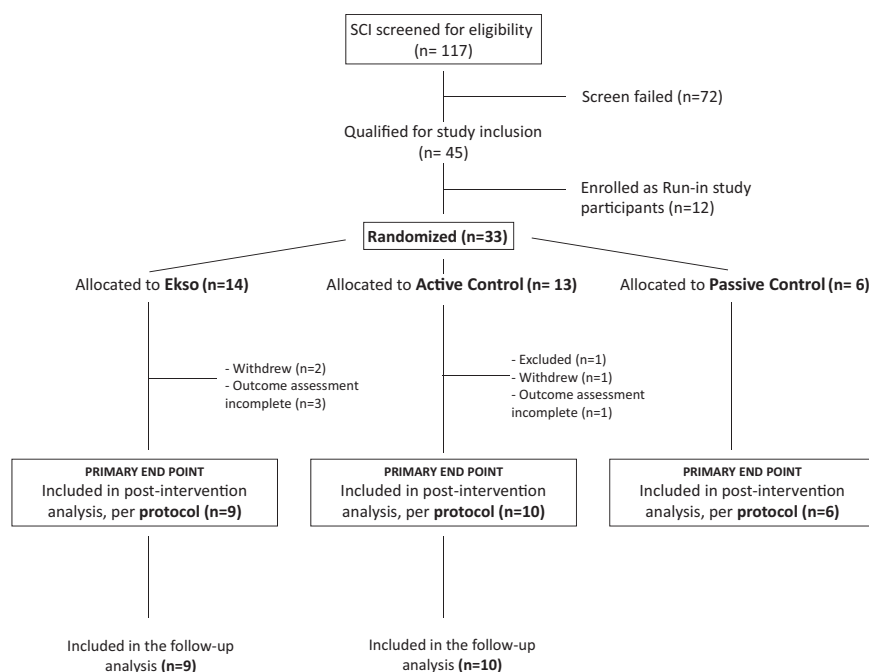 SCI screened for eligibility
(n= 117)
Screen failed (n=72)
Qualified for study inclusion
(n= 45)
Enrolled as Run-in study
participants (n=12)
Randomized (n=33)
Allocated to Ekso (n=14)
Allocated to Active Control (n= 13)
Allocated to Passive Control (n= 6)
- Withdrew (n=2)
- Outcome assessment
incomplete (n=3)
- Excluded (n=1)
- Withdrew (n=1)
- Outcome assessment
incomplete (n=1)
PRIMARY END POINT
Included in post-intervention
analysis, per protocol (n=9)
PRIMARY END POINT
Included in post-intervention
analysis, per protocol (n=10)
PRIMARY END POINT
Included in post-intervention
analysis, per protocol (n=6)
Included in the follow-up
analysis (n=9)
Included in the follow-up
analysis (n=10)